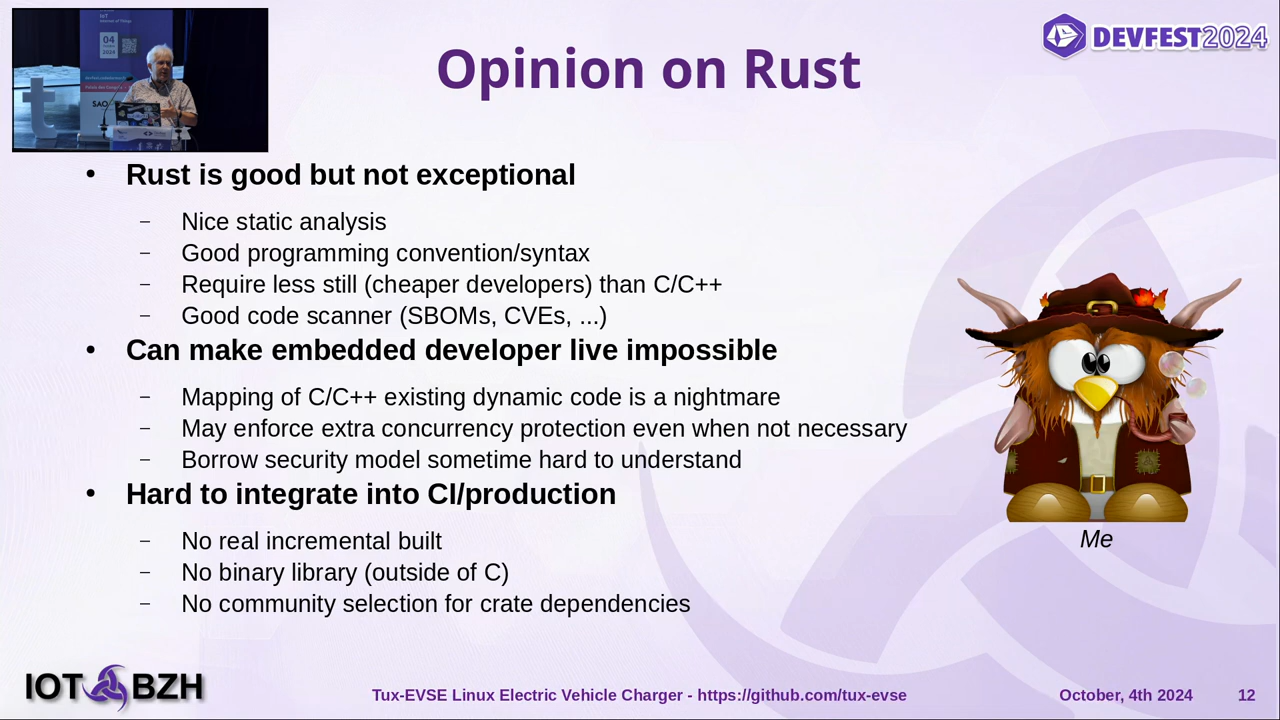 IoT
04
2024
SAO
t
DEVFEST2024
Opinion on Rust
• Rust is good but not exceptional
– Nice static analysis
– Good programming convention/syntax
– Require less still (cheaper developers) than C/C++
– Good code scanner (SBOMs, CVEs, ...)
• Can make embedded developer live impossible
– Mapping of C/C++ existing dynamic code is a nightmare
– May enforce extra concurrency protection even when not necessary
– Borrow security model sometime hard to understand
• Hard to integrate into CI/production
– No real incremental built
– No binary library (outside of C)
– No community selection for crate dependencies
Me
IOT BZH
Tux-EVSE Linux Electric Vehicle Charger - https://github.com/tux-evse
October, 4th 2024
12